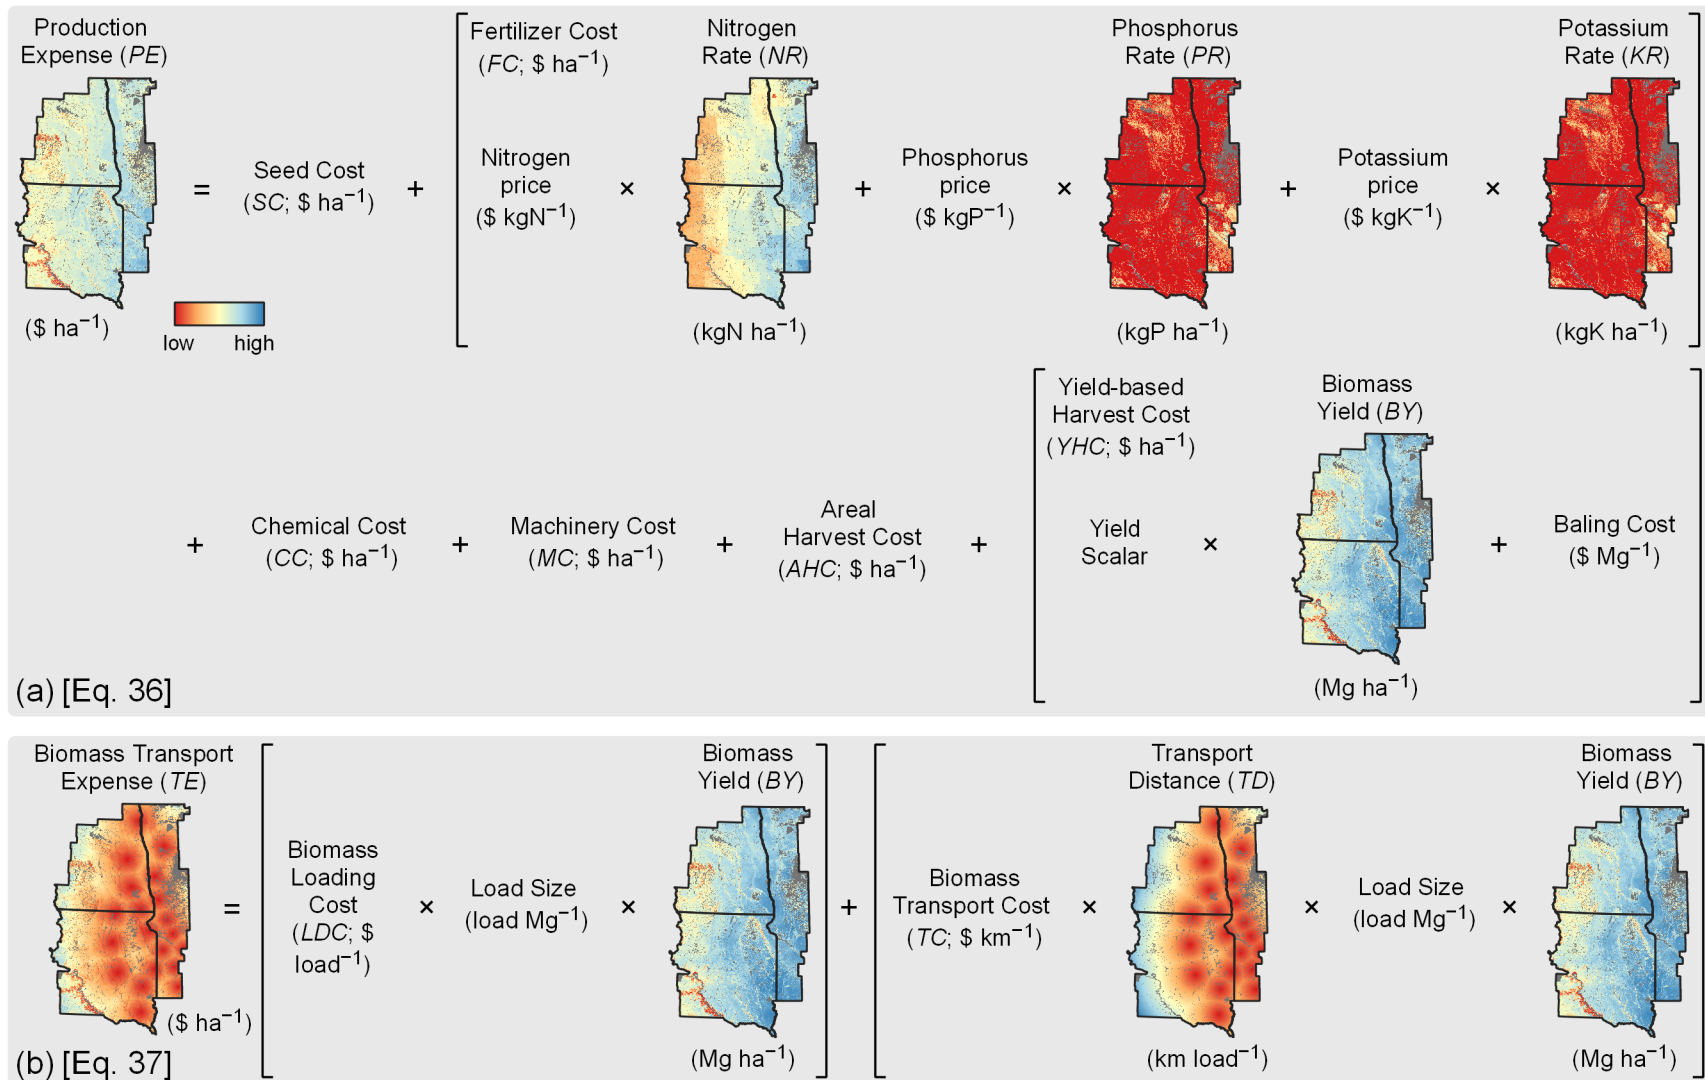 Production
Expense (PE)
=
Seed Cost
(SC; $ ha⁻¹)
+
Fertilizer Cost
(FC; $ ha⁻¹)
Nitrogen
price
($ kgN⁻¹)
×
Nitrogen
Rate (NR)
(kgN ha⁻¹)
+
Phosphorus
price
($ kgP⁻¹)
×
Phosphorus
Rate (PR)
(kgP ha⁻¹)
+
Potassium
price
($ kgK⁻¹)
×
Potassium
Rate (KR)
(kgK ha⁻¹)
($ ha⁻¹)
low high
+
Chemical Cost
(CC; $ ha⁻¹)
+
Machinery Cost
(MC; $ ha⁻¹)
+
Areal
Harvest Cost
(AHC; $ ha⁻¹)
+
Yield-based
Harvest Cost
(YHC; $ ha⁻¹)
Yield
Scalar
×
Biomass
Yield (BY)
(Mg ha⁻¹)
+
Baling Cost
($ Mg⁻¹)
(a) [Eq. 36]
Biomass Transport
Expense (TE)
($ ha⁻¹)
=
Biomass
Loading
Cost
(LDC; $
load⁻¹)
×
Load Size
(load Mg⁻¹)
×
Biomass
Yield (BY)
(Mg ha⁻¹)
+
Biomass
Transport Cost
(TC; $ km⁻¹)
×
Transport
Distance (TD)
(km load⁻¹)
×
Load Size
(load Mg⁻¹)
×
Biomass
Yield (BY)
(Mg ha⁻¹)
(b) [Eq. 37]